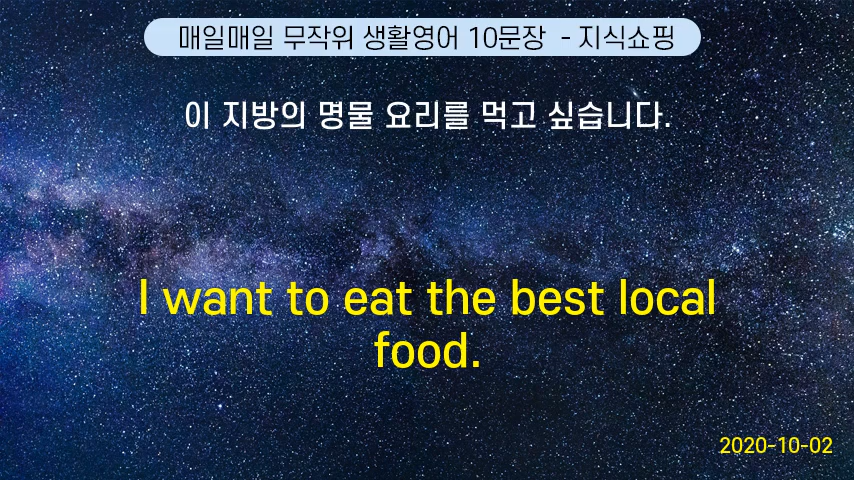 매일매일 무작위 생활영어 10문장 - 지식쇼핑
이 지방의 명물 요리를 먹고 싶습니다.
I want to eat the best local
food.
2020-10-02